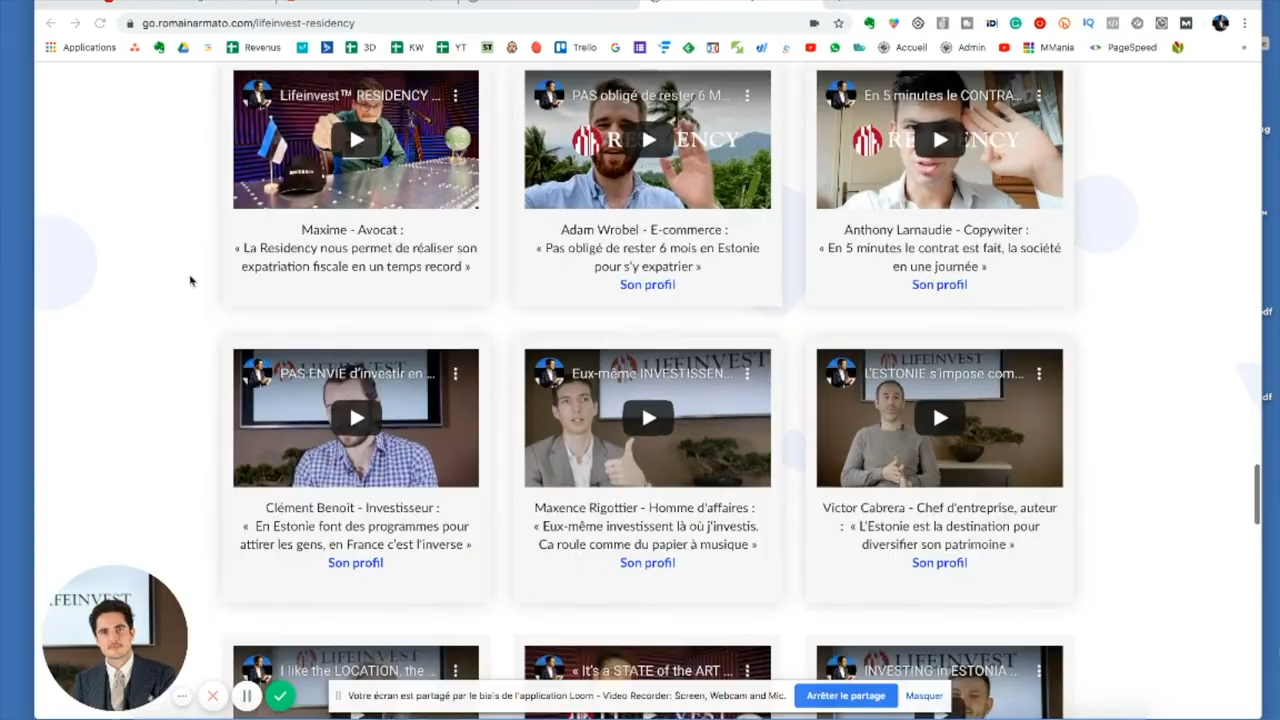 go.romainarmato.com/lifeinvest-residency
Applications
Revenus
3D
KW
YT
Trello
Accueil
Admin
MMania
PageSpeed
Lifeinvest™ RESIDENCY ...
PAS obligé de rester 6 M...
En 5 minutes le CONTRA...
Maxime - Avocat :
« La Residency nous permet de réaliser son
expatriation fiscale en un temps record »
Adam Wrobel - E-commerce :
« Pas obligé de rester 6 mois en Estonie
pour s'y expatrier »
Son profil
Anthony Larnaudie - Copywiter :
« En 5 minutes le contrat est fait, la société
en une journée »
Son profil
PAS ENVIE d'investir en ...
Eux-même INVESTISSEN...
L'ESTONIE s'impose com...
LIFEINVEST
LIFEINVEST
Clément Benoit - Investisseur :
« En Estonie font des programmes pour
attirer les gens, en France c'est l'inverse »
Son profil
Maxence Rigottier - Homme d'affaires :
« Eux-même investissent là où j'investis.
Ca roule comme du papier à musique »
Son profil
Victor Cabrera - Chef d'entreprise, auteur
: « L'Estonie est la destination pour
diversifier son patrimoine »
Son profil
I like the LOCATION, the ...
« It's a STATE of the ART ...
INVESTING in ESTONIA ...
Votre écran est partagé par le biais de l'application Loom – Video Recorder: Screen, Webcam and Mic.
Arrêter le partage
Masquer